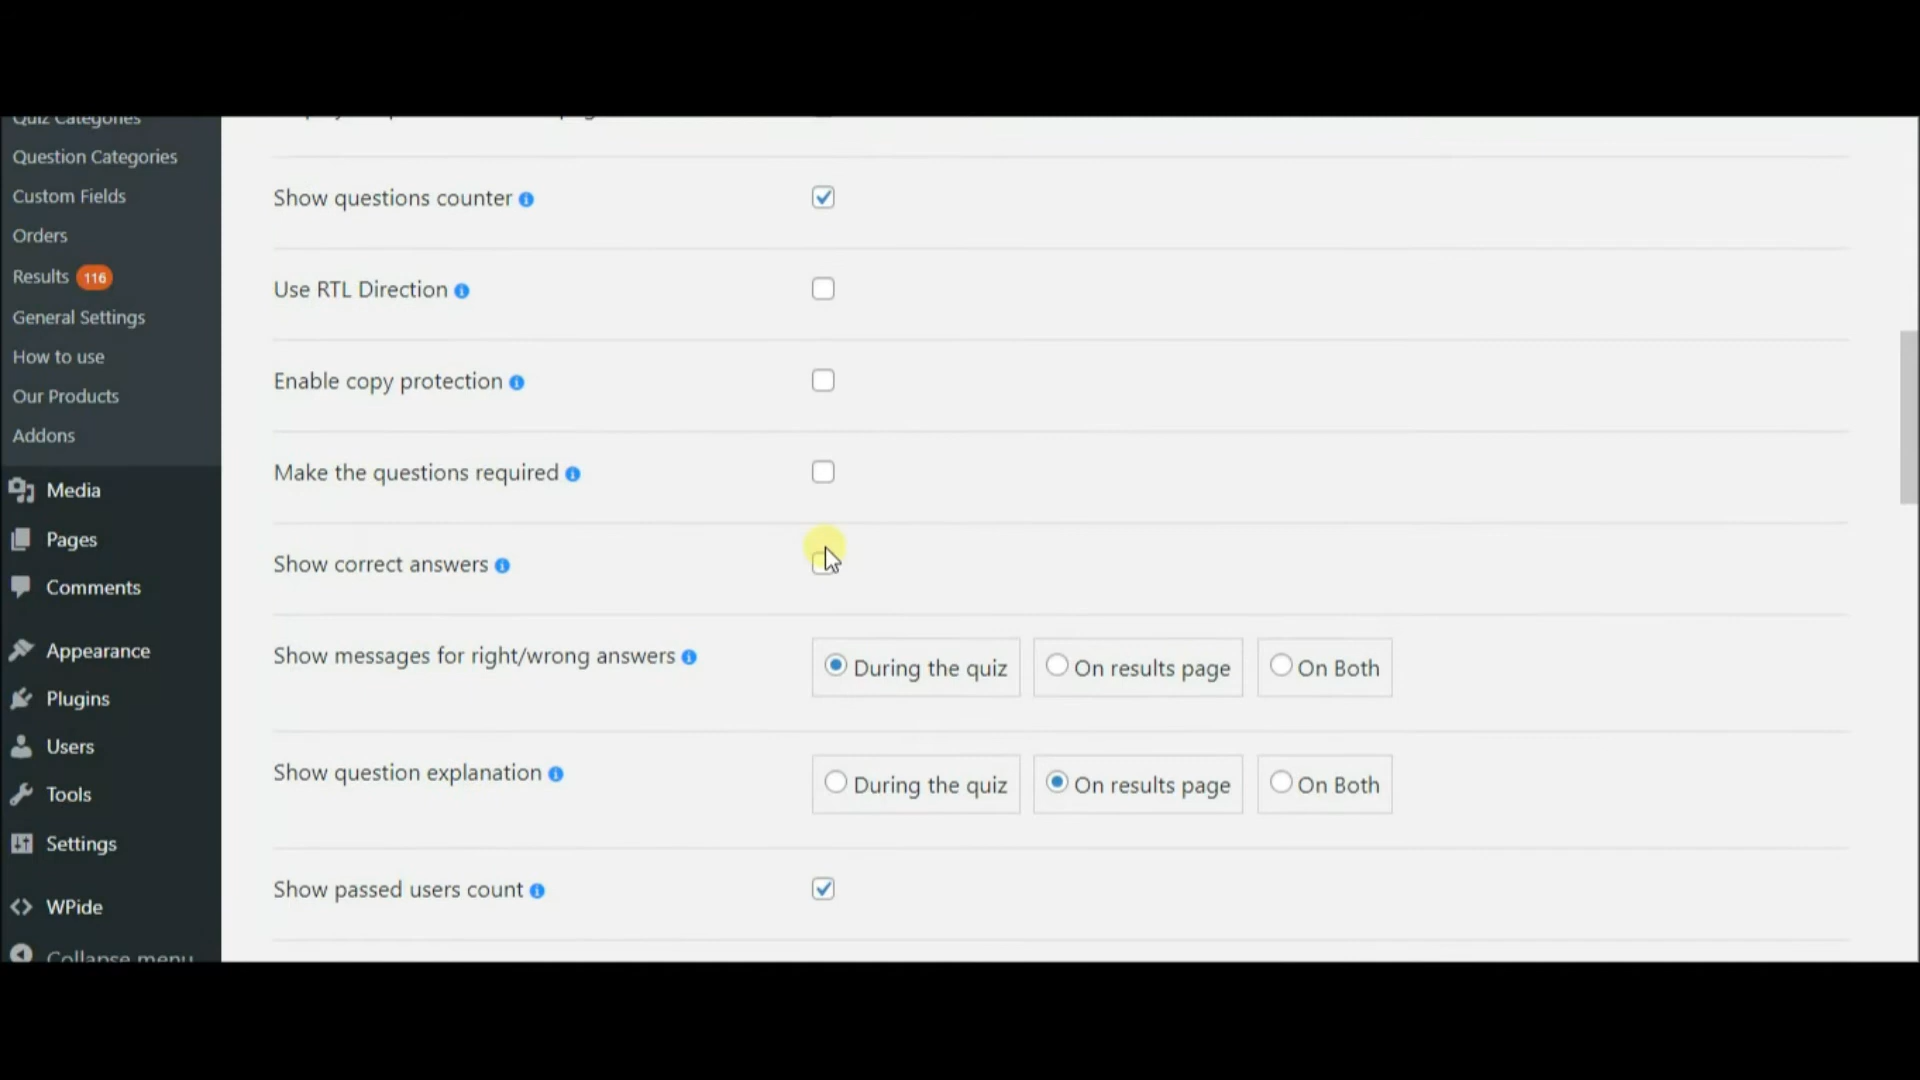 Quiz Categories
Question Categories
Custom Fields
Orders
Results 116
General Settings
How to use
Our Products
Addons
Media
Pages
Comments
Appearance
Plugins
Users
Tools
Settings
WPide
Collapse menu
Show questions counter
Use RTL Direction
Enable copy protection
Make the questions required
Show correct answers
Show messages for right/wrong answers
During the quiz
On results page
On Both
Show question explanation
During the quiz
On results page
On Both
Show passed users count